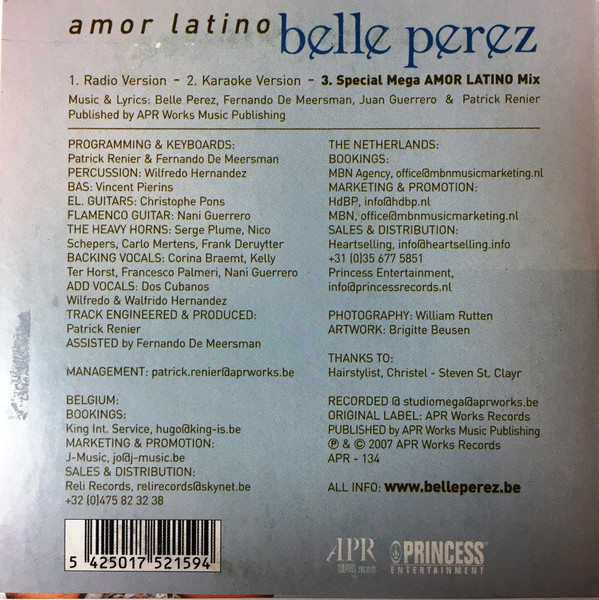 amor latino belle perez
1. Radio Version – 2. Karaoke Version – 3. Special Mega AMOR LATINO Mix
Music & Lyrics: Belle Perez, Fernando De Meersman, Juan Guerrero & Patrick Renier
Published by APR Works Music Publishing
PROGRAMMING & KEYBOARDS:
Patrick Renier & Fernando De Meersman
PERCUSSION: Wilfredo Hernandez
BAS: Vincent Pierins
EL. GUITARS: Christophe Pons
FLAMENCO GUITAR: Nani Guerrero
THE HEAVY HORNS: Serge Plume, Nico
Schepers, Carlo Mertens, Frank Deruytter
BACKING VOCALS: Corina Braemt, Kelly
Ter Horst, Francesco Palmeri, Nani Guerrero
ADD VOCALS: Dos Cubanos
Wilfredo & Walfrido Hernandez
TRACK ENGINEERED & PRODUCED:
Patrick Renier
ASSISTED by Fernando De Meersman
MANAGEMENT: patrick.renier@aprworks.be
BELGIUM:
BOOKINGS:
King Int. Service, hugo@king-is.be
MARKETING & PROMOTION:
J-Music, jo@j-music.be
SALES & DISTRIBUTION:
Reli Records, relirecords@skynet.be
+32 (0)475 82 32 38
THE NETHERLANDS:
BOOKINGS:
MBN Agency, office@mbnmusicmarketing.nl
MARKETING & PROMOTION:
HdBP, info@hdbp.nl
MBN, office@mbnmusicmarketing.nl
SALES & DISTRIBUTION:
Heartselling, info@heartselling.info
+31 (0)35 677 5851
Princess Entertainment,
info@princessrecords.nl
PHOTOGRAPHY: William Rutten
ARTWORK: Brigitte Beusen
THANKS TO:
Hairstylist, Christel - Steven St. Clayr
RECORDED @ studiomega@aprworks.be
ORIGINAL LABEL: APR Works Records
PUBLISHED by APR Works Music Publishing
℗ & © 2007 APR Works Records
APR - 134
ALL INFO: www.belleperez.be
5 425017 521594
APR
PRINCESS
ENTERTAINMENT